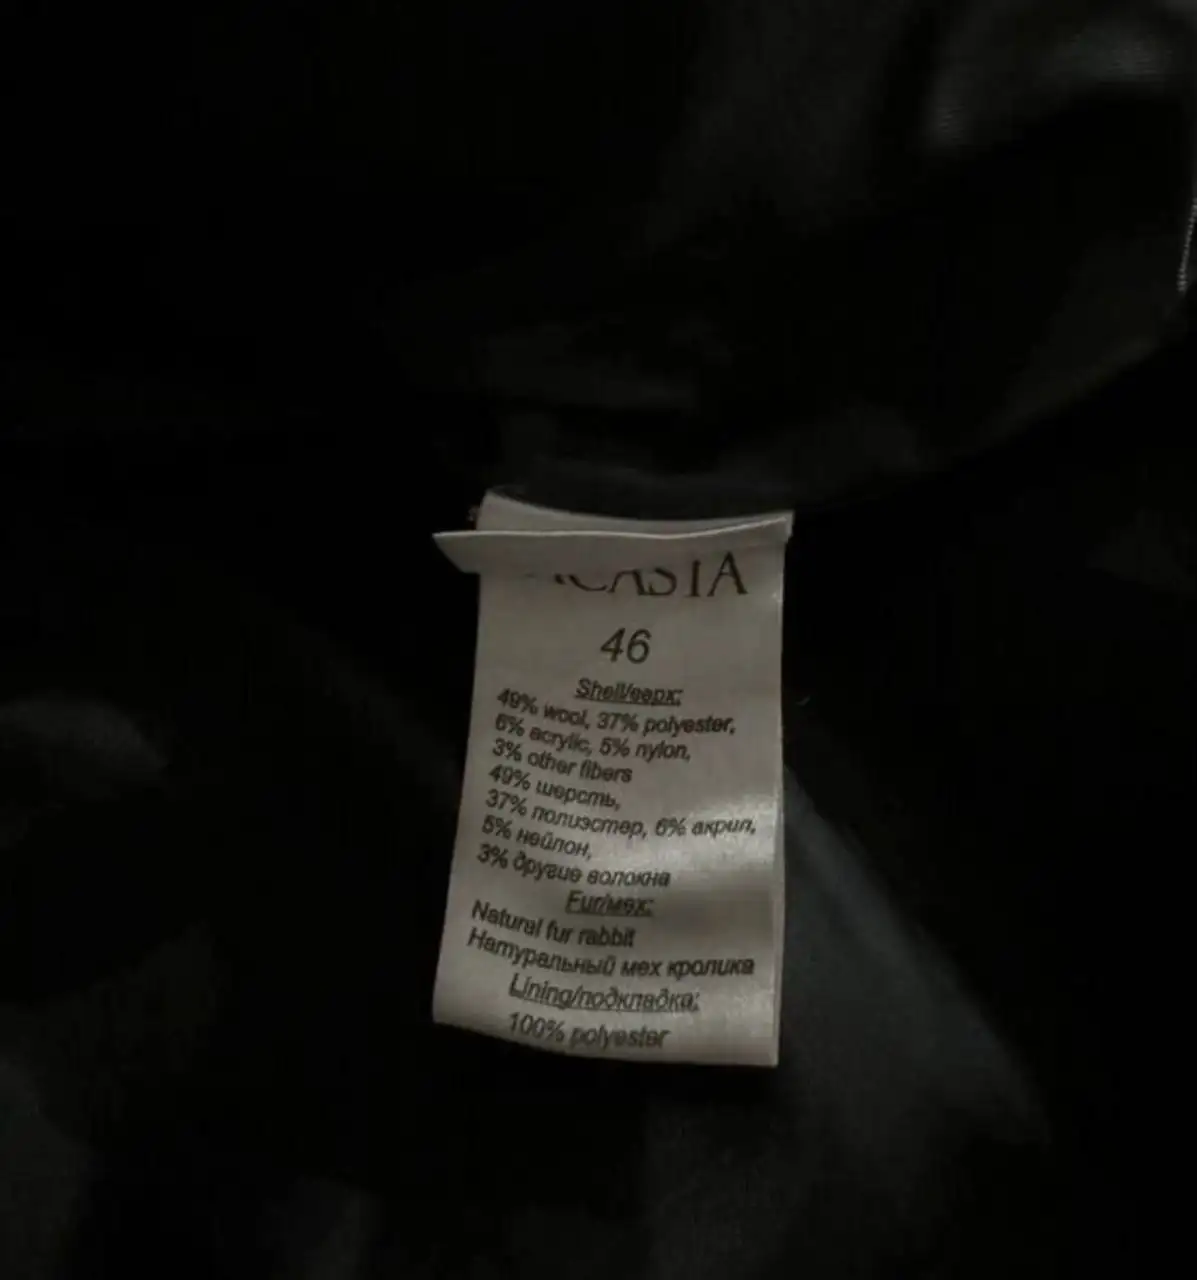 46
Shell/верх:
49% wool, 37% polyester,
6% acrylic, 5% nylon,
3% other fibers
49% шерсть,
37% полиэстер, 6% акрил,
5% нейлон,
3% другие волокна
Fur/мех:
Natural fur rabbit
Натуральный мех кролика
Lining/подкладка:
100% polyester